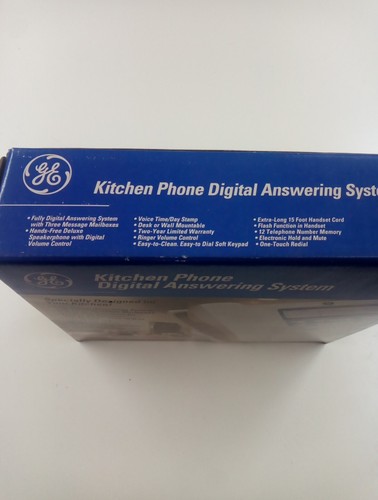 GE
Kitchen Phone Digital Answering Syste
• Fully Digital Answering System
with Three Message Mailboxes
• Hands-Free Deluxe
Speakerphone with Digital
Volume Control
• Voice Time/Day Stamp
• Desk or Wall Mountable
• Two-Year Limited Warranty
• Ringer Volume Control
• Easy-to-Clean. Easy-to Dial Soft Keypad
• Extra-Long 15 Foot Handset Cord
• Flash Function in Handset
• 12 Telephone Number Memory
• Electronic Hold and Mute
• One-Touch Redial
GE
Kitchen Phone
Digital Answering System
Specially Designed